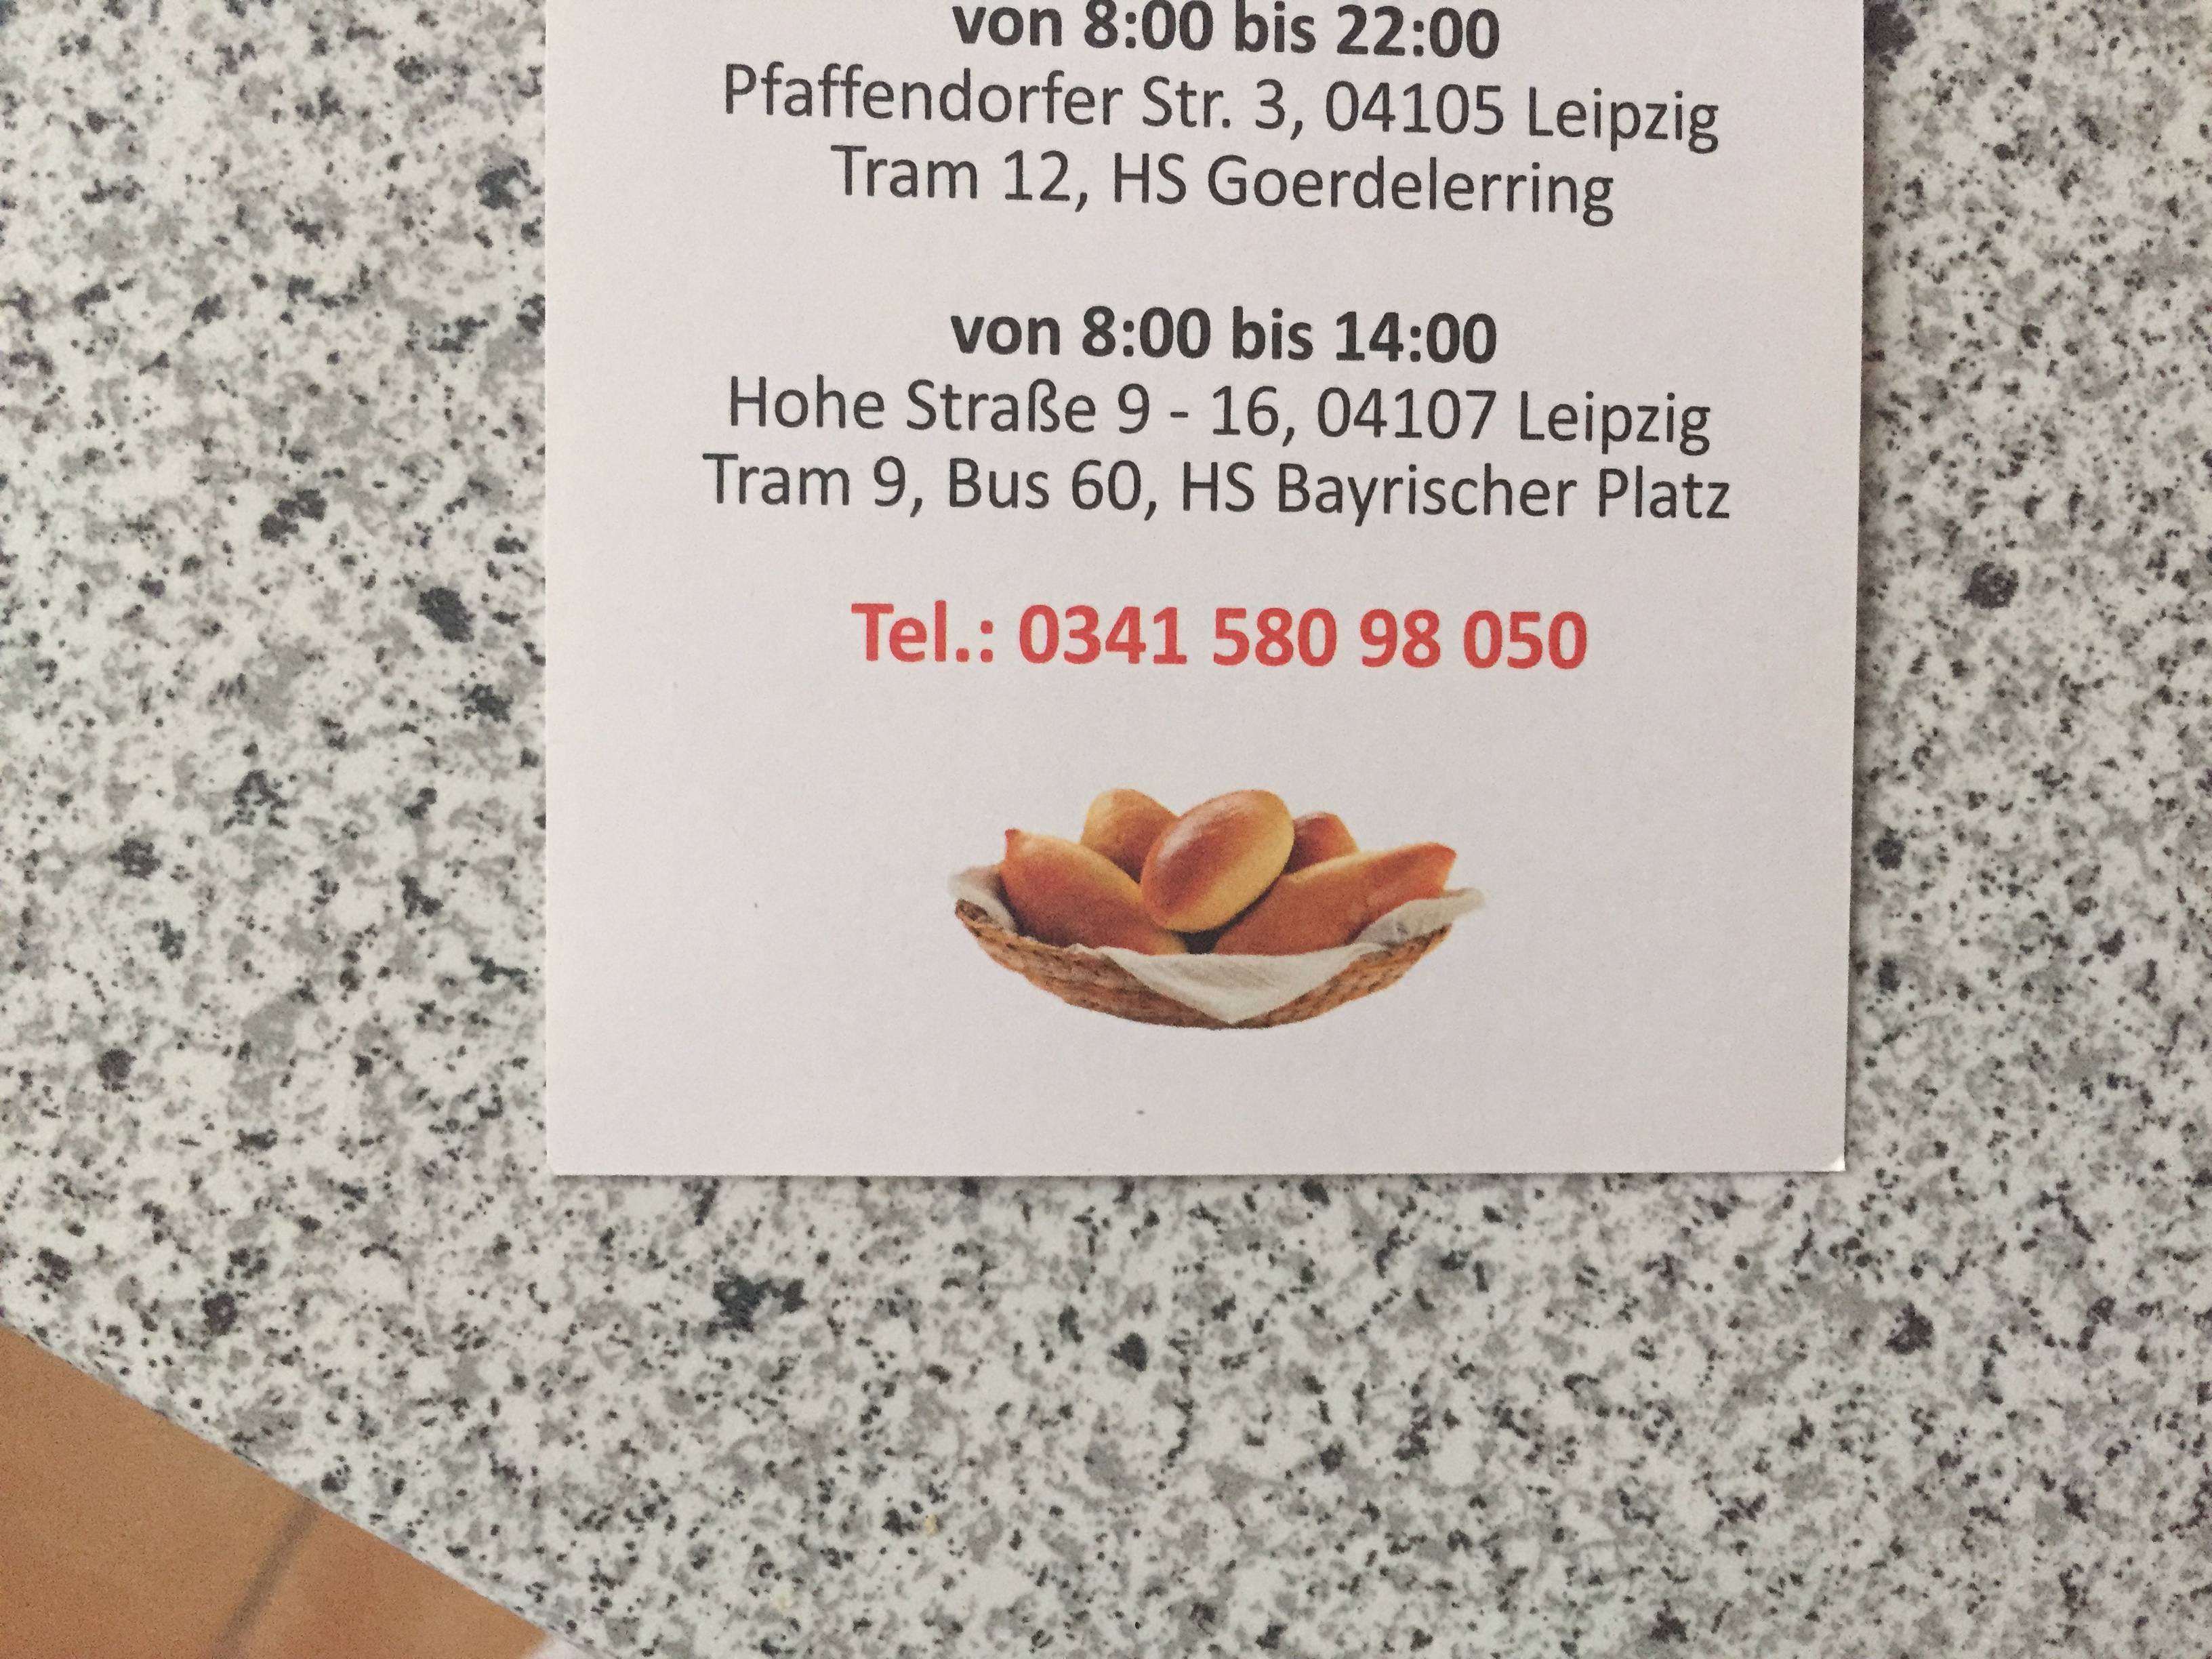 von 8:00 bis 22:00
Pfaffendorfer Str. 3, 04105 Leipzig
Tram 12, HS Goerdelerring
von 8:00 bis 14:00
Hohe Straße 9 - 16, 04107 Leipzig
Tram 9, Bus 60, HS Bayrischer Platz
Tel.: 0341 580 98 050